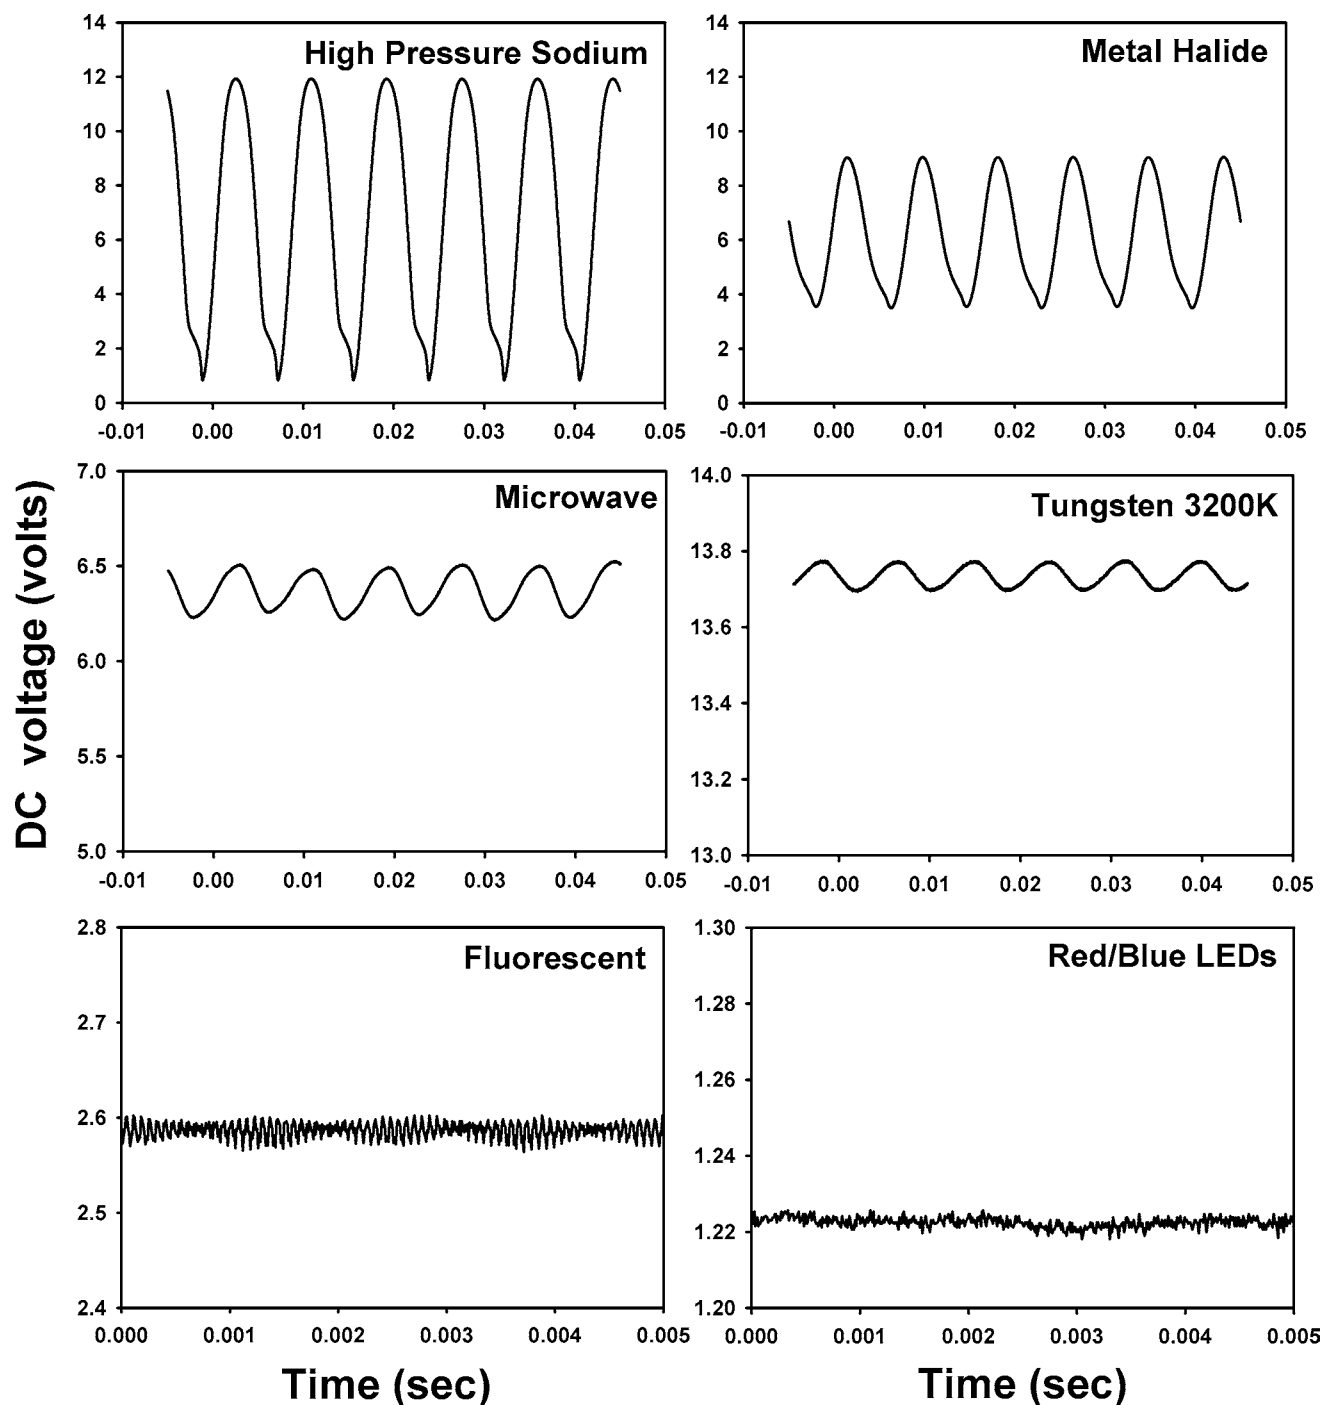 High Pressure Sodium
14
12
10
8
6
4
2
0
-0.01 0.00 0.01 0.02 0.03 0.04 0.05
Metal Halide
14
12
10
8
6
4
2
0
-0.01 0.00 0.01 0.02 0.03 0.04 0.05
DC voltage (volts)
Microwave
7.0
6.5
6.0
5.5
5.0
-0.01 0.00 0.01 0.02 0.03 0.04 0.05
Tungsten 3200K
14.0
13.8
13.6
13.4
13.2
13.0
-0.01 0.00 0.01 0.02 0.03 0.04 0.05
Fluorescent
2.8
2.7
2.6
2.5
2.4
0.000 0.001 0.002 0.003 0.004 0.005
Time (sec)
Red/Blue LEDs
1.30
1.28
1.26
1.24
1.22
1.20
0.000 0.001 0.002 0.003 0.004 0.005
Time (sec)